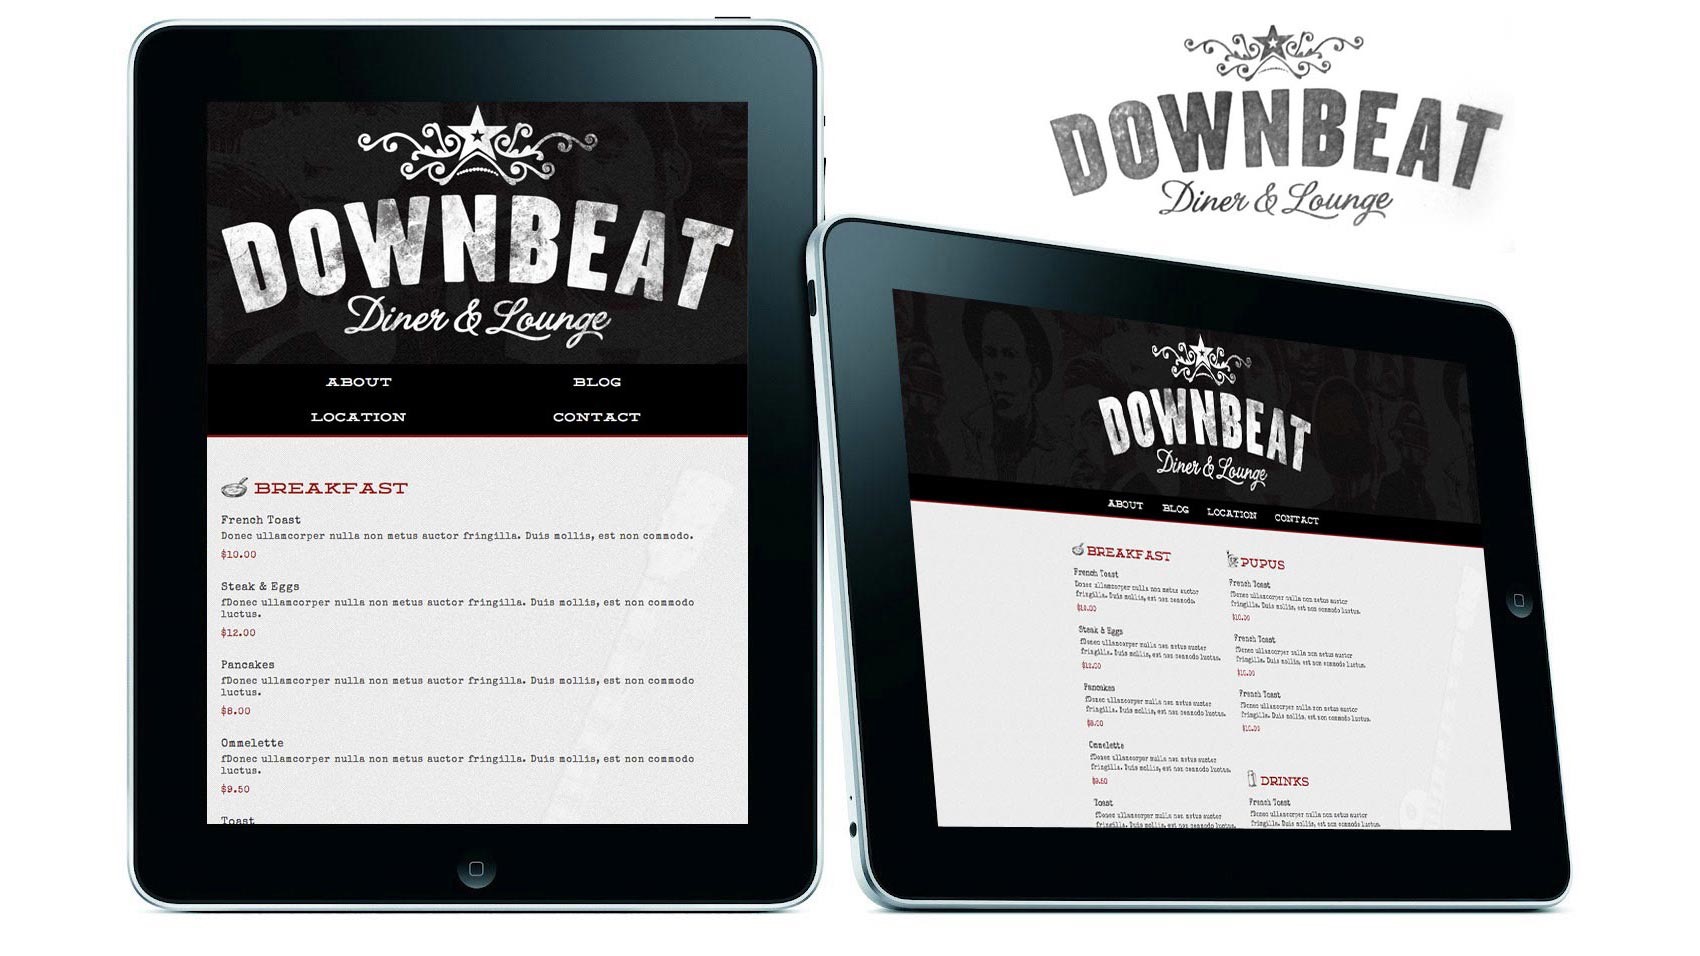 DOWNBEAT
Diner & Lounge
ABOUT BLOG
LOCATION CONTACT
BREAKFAST
French Toast
Donec ullamcorper nulla non metus auctor fringilla. Duis mollis, est non commodo.
$10.00
Steak & Eggs
fDonec ullamcorper nulla non metus auctor fringilla. Duis mollis, est non commodo
luctus.
$12.00
Pancakes
fDonec ullamcorper nulla non metus auctor fringilla. Duis mollis, est non commodo
luctus.
$8.00
Ommelette
fDonec ullamcorper nulla non metus auctor fringilla. Duis mollis, est non commodo
luctus.
$9.50
Toast
DOWNBEAT
Diner & Lounge
DOWNBEAT
Diner & Lounge
ABOUT BLOG LOCATION CONTACT
BREAKFAST
French Toast
Donec ullamcorper nulla non metus auctor
fringilla. Duis mollis, est non commodo.
$10.00
Steak & Eggs
fDonec ullamcorper nulla non metus auctor
fringilla. Duis mollis, est non commodo luctus.
$12.00
Pancakes
fDonec ullamcorper nulla non metus auctor
fringilla. Duis mollis, est non commodo luctus.
$8.00
Ommelette
fDonec ullamcorper nulla non metus auctor
fringilla. Duis mollis, est non commodo luctus.
$9.50
Toast
fDonec ullamcorper nulla non metus auctor
fringilla. Duis mollis, est non commodo luctus.
PUPUS
French Toast
fDonec ullamcorper nulla non metus auctor
fringilla. Duis mollis, est non commodo luctus.
$10.00
French Toast
fDonec ullamcorper nulla non metus auctor
fringilla. Duis mollis, est non commodo luctus.
$10.00
French Toast
fDonec ullamcorper nulla non metus auctor
fringilla. Duis mollis, est non commodo luctus.
$10.00
DRINKS
French Toast
fDonec ullamcorper nulla non metus auctor
fringilla. Duis mollis, est non commodo luctus.